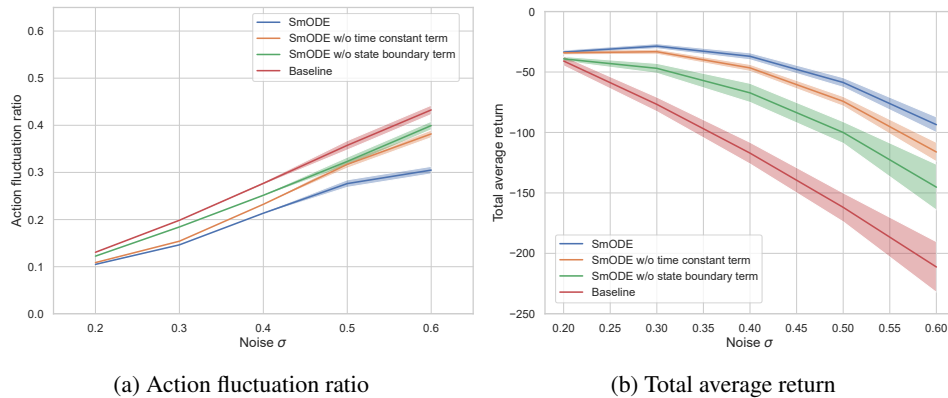 0.6
0.5
0.4
0.3
0.2
0.1
0.0
Action fluctuation ratio
SmODE
SmODE w/o time constant term
SmODE w/o state boundary term
Baseline
0.2 0.3 0.4 0.5 0.6
Noise σ
(a) Action fluctuation ratio
0
−50
−100
−150
−200
−250
Total average return
SmODE
SmODE w/o time constant term
SmODE w/o state boundary term
Baseline
0.20 0.25 0.30 0.35 0.40 0.45 0.50 0.55 0.60
Noise σ
(b) Total average return